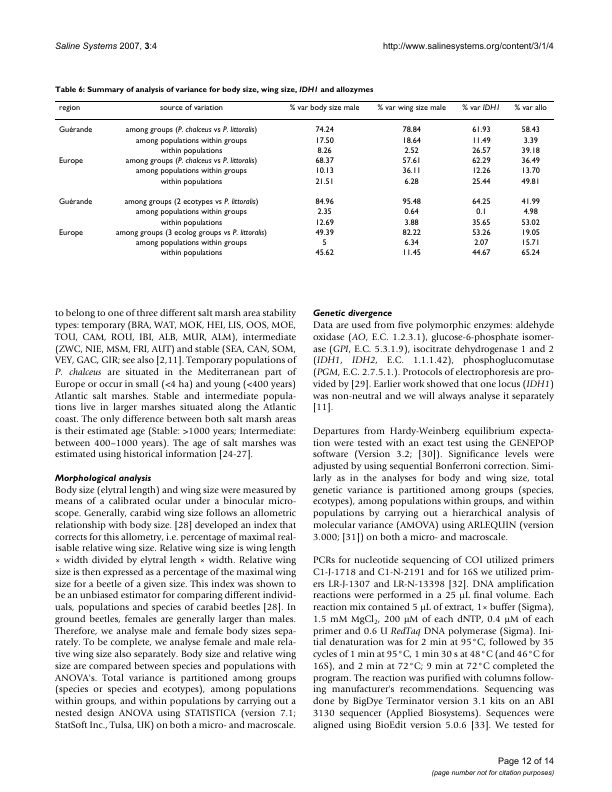 Saline Systems 2007, 3:4
http://www.salinesystems.org/content/3/1/4
Table 6: Summary of analysis of variance for body size, wing size, IDH1 and allozymes
region source of variation % var body size male % var wing size male % var IDH1 % var allo
Guérande among groups (P. chalceus vs P. littoralis) 74.24 78.84 61.93 58.43
among populations within groups 17.50 18.64 11.49 3.39
within populations 8.26 2.52 26.57 39.18
Europe among groups (P. chalceus vs P. littoralis) 68.37 57.61 62.29 36.49
among populations within groups 10.13 36.11 12.26 13.70
within populations 21.51 6.28 25.44 49.81
Guérande among groups (2 ecotypes vs P. littoralis) 84.96 95.48 64.25 41.99
among populations within groups 2.35 0.64 0.1 4.98
within populations 12.69 3.88 35.65 53.02
Europe among groups (3 ecolog groups vs P. littoralis) 49.39 82.22 53.26 19.05
among populations within groups 5 6.34 2.07 15.71
within populations 45.62 11.45 44.67 65.24
to belong to one of three different salt marsh area stability
types: temporary (BRA, WAT, MOK, HEI, LIS, OOS, MOE,
TOU, CAM, ROU, IBI, ALB, MUR, ALM), intermediate
(ZWC, NIE, MSM, FRI, AUT) and stable (SEA, CAN, SOM,
VEY, GAC, GIR; see also [2,11]. Temporary populations of
P. chalceus are situated in the Mediterranean part of
Europe or occur in small (<4 ha) and young (<400 years)
Atlantic salt marshes. Stable and intermediate popula-
tions live in larger marshes situated along the Atlantic
coast. The only difference between both salt marsh areas
is their estimated age (Stable: >1000 years; Intermediate:
between 400–1000 years). The age of salt marshes was
estimated using historical information [24-27].
Morphological analysis
Body size (elytral length) and wing size were measured by
means of a calibrated ocular under a binocular micro-
scope. Generally, carabid wing size follows an allometric
relationship with body size. [28] developed an index that
corrects for this allometry, i.e. percentage of maximal real-
isable relative wing size. Relative wing size is wing length
× width divided by elytral length × width. Relative wing
size is then expressed as a percentage of the maximal wing
size for a beetle of a given size. This index was shown to
be an unbiased estimator for comparing different individ-
uals, populations and species of carabid beetles [28]. In
ground beetles, females are generally larger than males.
Therefore, we analyse male and female body sizes sepa-
rately. To be complete, we analyse female and male rela-
tive wing size also separately. Body size and relative wing
size are compared between species and populations with
ANOVA's. Total variance is partitioned among groups
(species or species and ecotypes), among populations
within groups, and within populations by carrying out a
nested design ANOVA using STATISTICA (version 7.1;
StatSoft Inc., Tulsa, UK) on both a micro- and macroscale.
Genetic divergence
Data are used from five polymorphic enzymes: aldehyde
oxidase (AO, E.C. 1.2.3.1), glucose-6-phosphate isomer-
ase (GPI, E.C. 5.3.1.9), isocitrate dehydrogenase 1 and 2
(IDH1, IDH2, E.C. 1.1.1.42), phosphoglucomutase
(PGM, E.C. 2.7.5.1.). Protocols of electrophoresis are pro-
vided by [29]. Earlier work showed that one locus (IDH1)
was non-neutral and we will always analyse it separately
[11].
Departures from Hardy-Weinberg equilibrium expecta-
tion were tested with an exact test using the GENEPOP
software (Version 3.2; [30]). Significance levels were
adjusted by using sequential Bonferroni correction. Simi-
larly as in the analyses for body and wing size, total
genetic variance is partitioned among groups (species,
ecotypes), among populations within groups, and within
populations by carrying out a hierarchical analysis of
molecular variance (AMOVA) using ARLEQUIN (version
3.000; [31]) on both a micro- and macroscale.
PCRs for nucleotide sequencing of COI utilized primers
C1-J-1718 and C1-N-2191 and for 16S we utilized prim-
ers LR-J-1307 and LR-N-13398 [32]. DNA amplification
reactions were performed in a 25 μL final volume. Each
reaction mix contained 5 μL of extract, 1× buffer (Sigma),
1.5 mM MgCl2, 200 μM of each dNTP, 0.4 μM of each
primer and 0.6 U RedTaq DNA polymerase (Sigma). Ini-
tial denaturation was for 2 min at 95°C, followed by 35
cycles of 1 min at 95°C, 1 min 30 s at 48°C (and 46°C for
16S), and 2 min at 72°C; 9 min at 72°C completed the
program. The reaction was purified with columns follow-
ing manufacturer's recommendations. Sequencing was
done by BigDye Terminator version 3.1 kits on an ABI
3130 sequencer (Applied Biosystems). Sequences were
aligned using BioEdit version 5.0.6 [33]. We tested for
Page 12 of 14
(page number not for citation purposes)